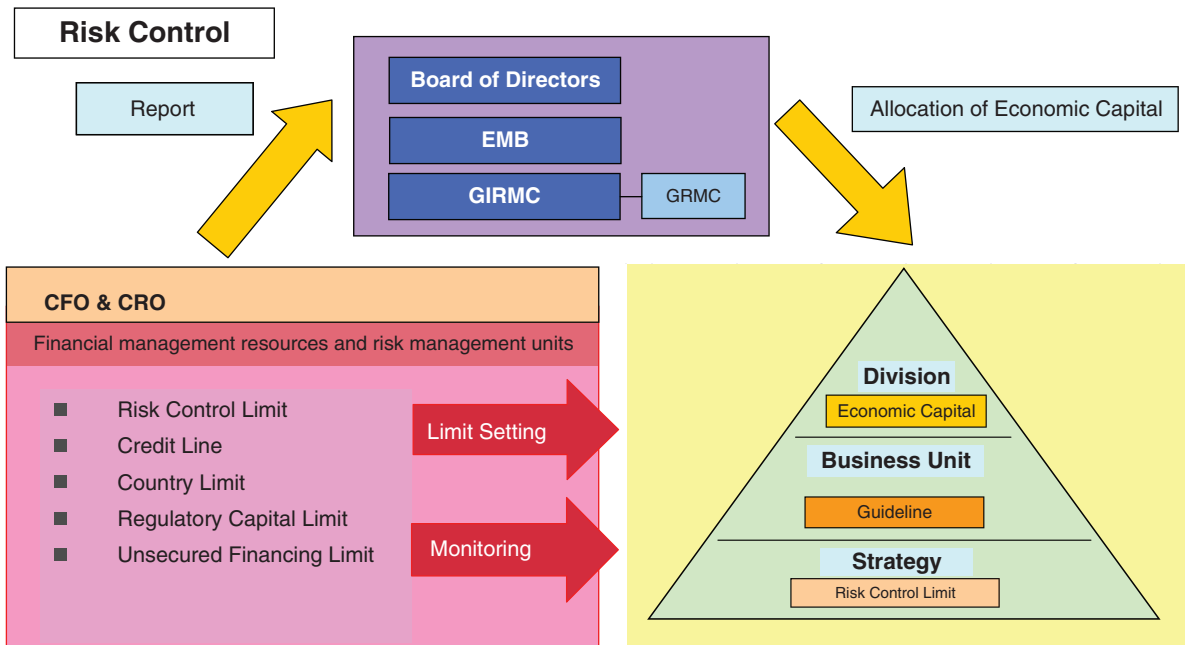 Risk Control
Report
Board of Directors
EMB
GIRMC
GRMC
Allocation of Economic Capital
CFO & CRO
Financial management resources and risk management units
Risk Control Limit
Credit Line
Country Limit
Regulatory Capital Limit
Unsecured Financing Limit
Limit Setting
Monitoring
Division
Economic Capital
Business Unit
Guideline
Strategy
Risk Control Limit